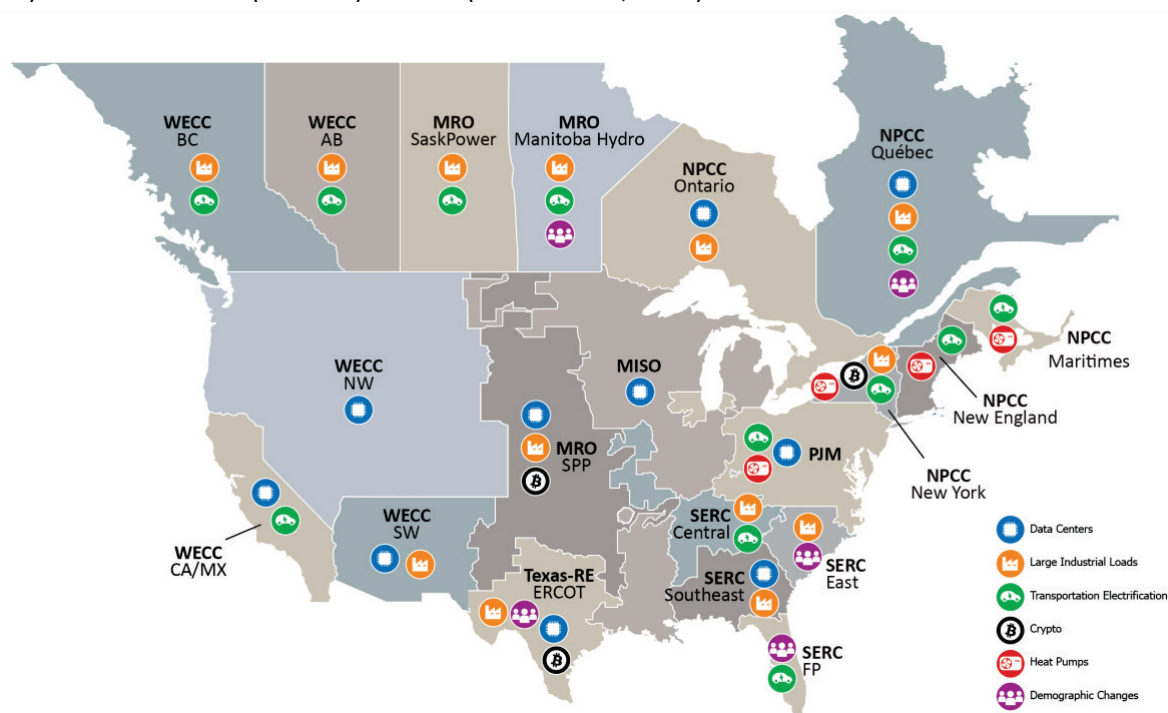 WECC
BC
WECC
AB
MRO
SaskPower
MRO
Manitoba Hydro
NPCC
Ontario
NPCC
Québec
NPCC
Maritimes
NPCC
New England
NPCC
New York
WECC
NW
MISO
MRO
SPP
PJM
WECC
CA/MX
WECC
SW
SERC
Central
SERC
East
Texas-RE
ERCOT
SERC
Southeast
SERC
FP
Data Centers
Large Industrial Loads
Transportation Electrification
Crypto
Heat Pumps
Demographic Changes